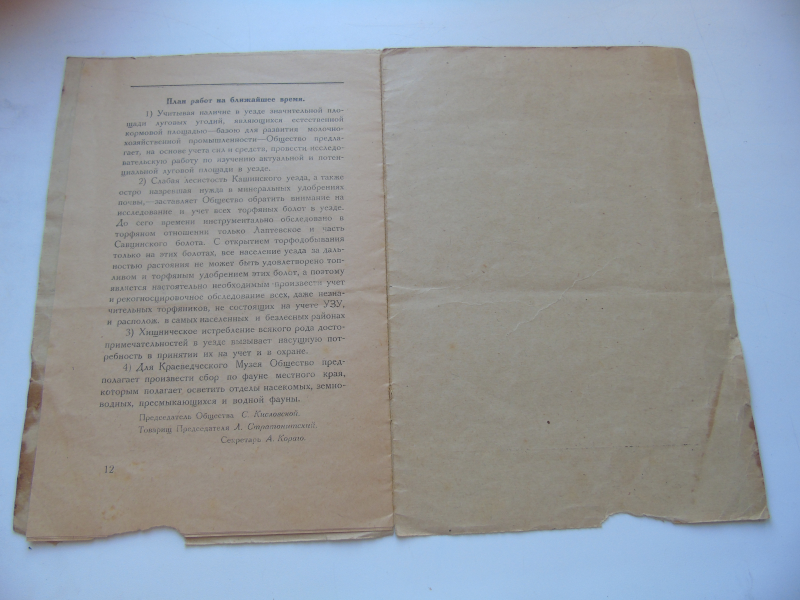 План работ на ближайшее время.
1) Учитывая наличие в уезде значительной пло-
щади луговых угодий, являющихся естественной
кормовой площадью—базою для развития молочно-
хозяйственной промышленности—Общество предла-
гает, на основе учета сил и средств, провести исследо-
вательскую работу по изучению актуальной и потен-
циальной луговой площади в уезде.
2) Слабая лесистость Кашинского уезда, а также
остро назревшая нужда в минеральных удобрениях
почвы,—заставляет Общество обратить внимание на
исследование и учет всех торфяных болот в уезде.
До сего времени инструментально обследовано в
торфяном отношении только Лаптевское и часть
Савцинского болота. С открытием торфодобывания
только на этих болотах, все население уезда за даль-
ностью растояния не может быть удовлетворено топ-
ливом и торфяным удобрением этих болот, а поэтому
является настоятельно необходимым произвести учет
и рекогносцировочное обследование всех, даже незна-
чительных торфяников, не состоящих на учете УЗУ,
и располож. в самых населенных и безлесных районах
3) Хищническое истребление всякого рода досто-
примечательностей в уезде вызывает насущную пот-
ребность в принятии их на учет и в охране.
4) Для Краеведческого Музея Общество пред-
полагает произвести сбор по фауне местного края,
которым полагает осветить отделы насекомых, земно-
водных, пресмыкающихся и водной фауны.
Председатель Общества С. Кисловской.
Товарищ Председателя А.
Секретарь А.
12